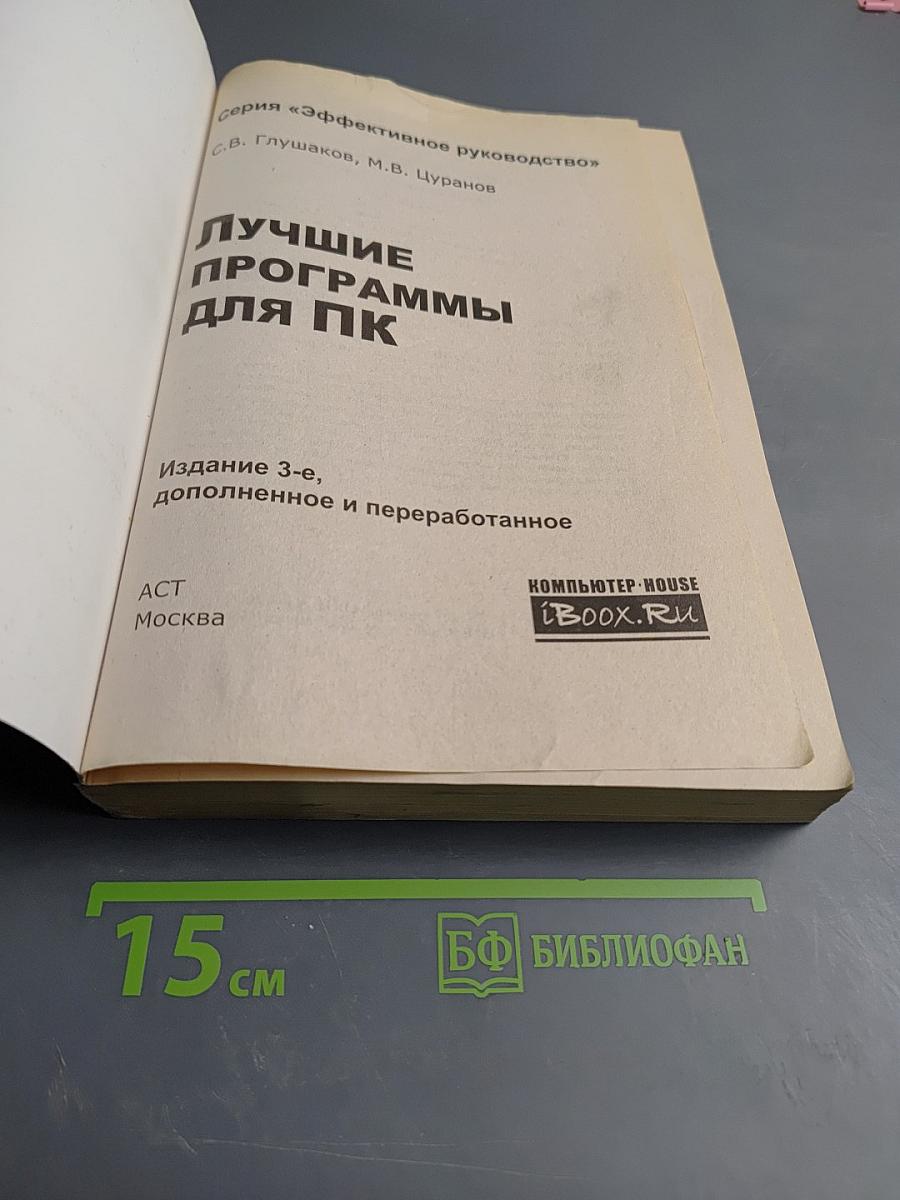 Серия «Эффективное руководство»
С.В. Глушаков, М.В. Цуранов
Лучшие
программы
для ПК
Издание 3-е,
дополненное и переработанное
АСТ
Москва
КОМПЬЮТЕР·HOUSE
iBOOX.RU
15 см
БФ БИБЛИОФАН